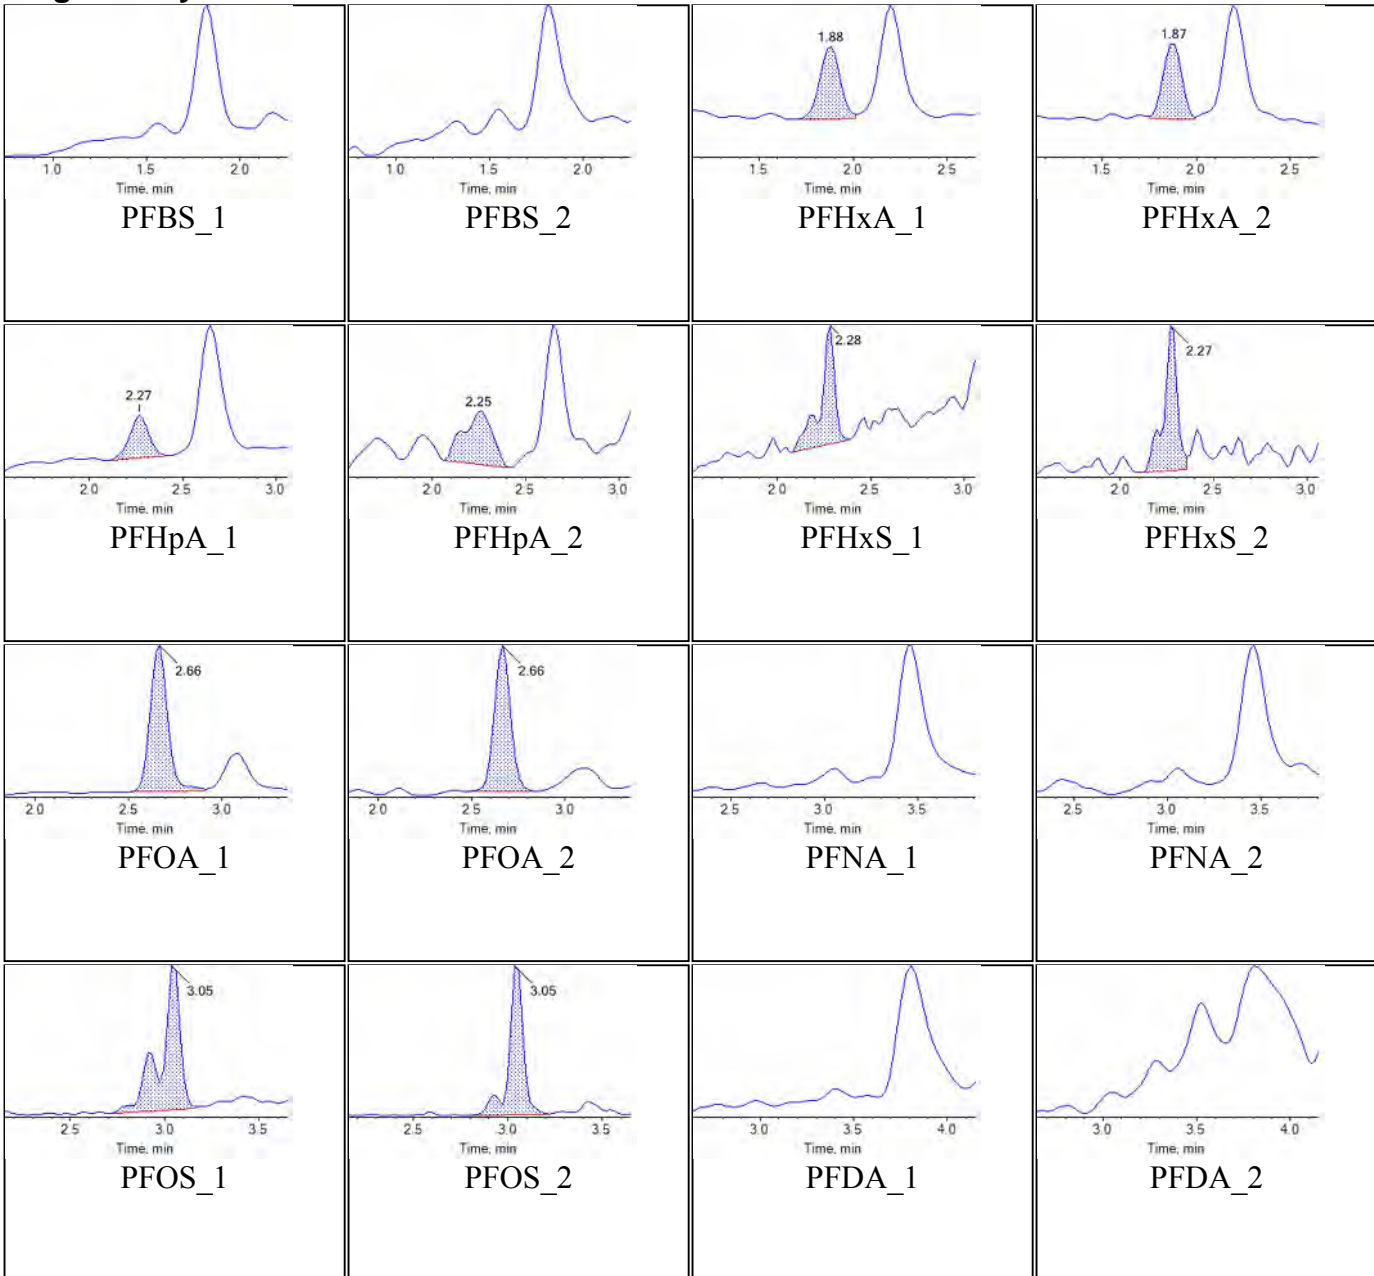 1.88
1.87
1.0 1.5 2.0
1.0 1.5 2.0
1.5 2.0 2.5
1.5 2.0 2.5
Time, min
Time, min
Time, min
Time, min
PFBS_1
PFBS_2
PFHxA_1
PFHxA_2
2.27
2.25
2.28
2.27
2.0 2.5 3.0
2.0 2.5 3.0
2.0 2.5 3.0
2.0 2.5 3.0
Time, min
Time, min
Time, min
Time, min
PFHpA_1
PFHpA_2
PFHxS_1
PFHxS_2
2.66
2.66
2.0 2.5 3.0
2.0 2.5 3.0
2.5 3.0 3.5
2.5 3.0 3.5
Time, min
Time, min
Time, min
Time, min
PFOA_1
PFOA_2
PFNA_1
PFNA_2
3.05
3.05
2.5 3.0 3.5
2.5 3.0 3.5
3.0 3.5 4.0
3.0 3.5 4.0
Time, min
Time, min
Time, min
Time, min
PFOS_1
PFOS_2
PFDA_1
PFDA_2